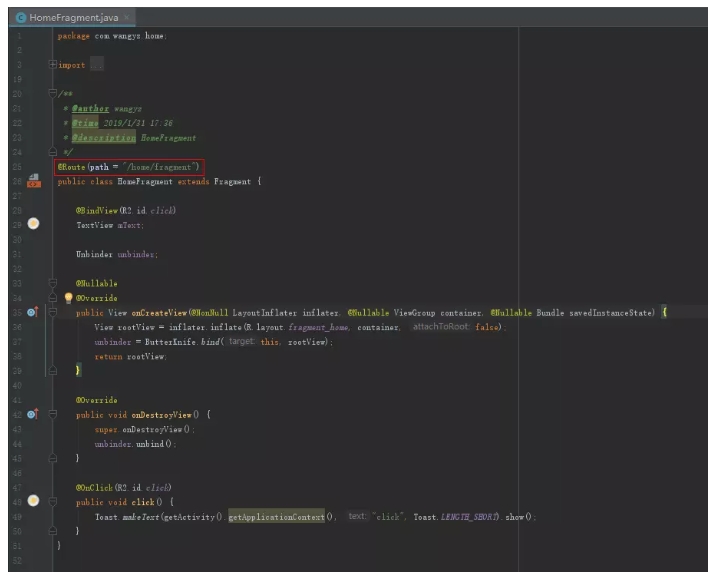 HomeFragment.java
1 package com.wangyz.home;
2
3 import ...
19
20 /**
21 * @author wangyz
22 * @time 2019/1/31 17:36
23 * @description HomeFragment
24 */
25 @Route(path = "/home/fragment")
26 public class HomeFragment extends Fragment {
27
28 @BindView(R2.id.click)
29 TextView mText;
30
31 Unbinder unbinder;
32
33 @Nullable
34 @Override
35 public View onCreateView(@NonNull LayoutInflater inflater, @Nullable ViewGroup container, @Nullable Bundle savedInstanceState) {
36 View rootView = inflater.inflate(R.layout.fragment_home, container, attachToRoot: false);
37 unbinder = ButterKnife.bind( target: this, rootView);
38 return rootView;
39 }
40
41 @Override
42 public void onDestroyView() {
43 super.onDestroyView();
44 unbinder.unbind();
45 }
46
47 @OnClick(R2.id.click)
48 public void click() {
49 Toast.makeText(getActivity().getApplicationContext(), text: "click", Toast.LENGTH_SHORT).show();
50 }
51 }
52